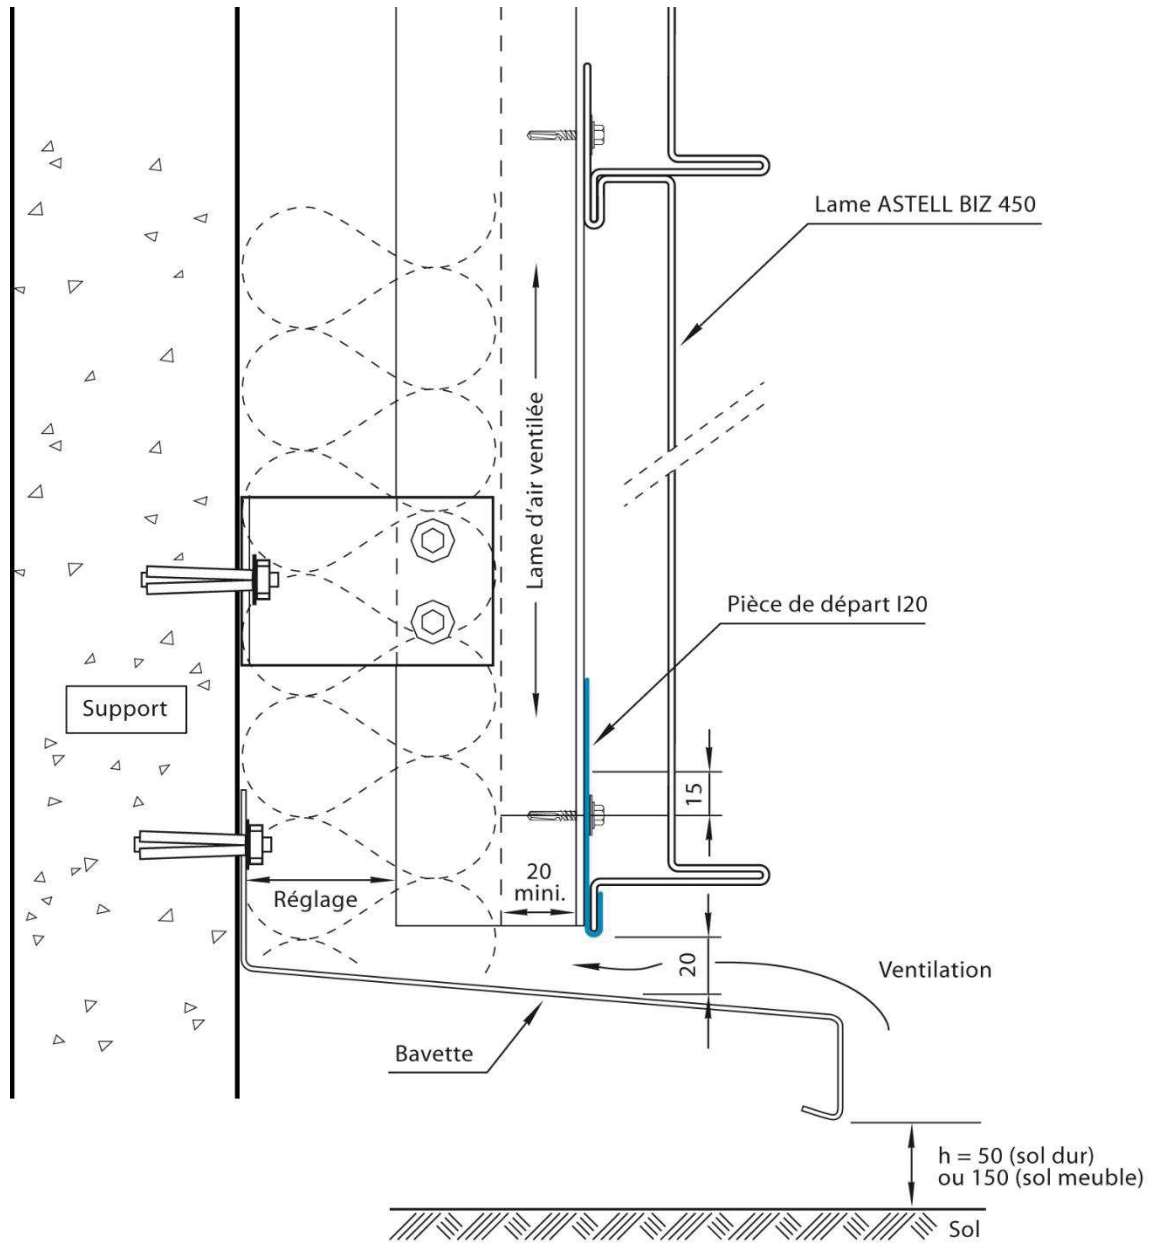 Lame ASTELL BIZ 450
Lame d'air ventilée
Pièce de départ I20
Support
15
20
mini.
Réglage
20
Ventilation
Bavette
h = 50 (sol dur)
ou 150 (sol meuble)
Sol